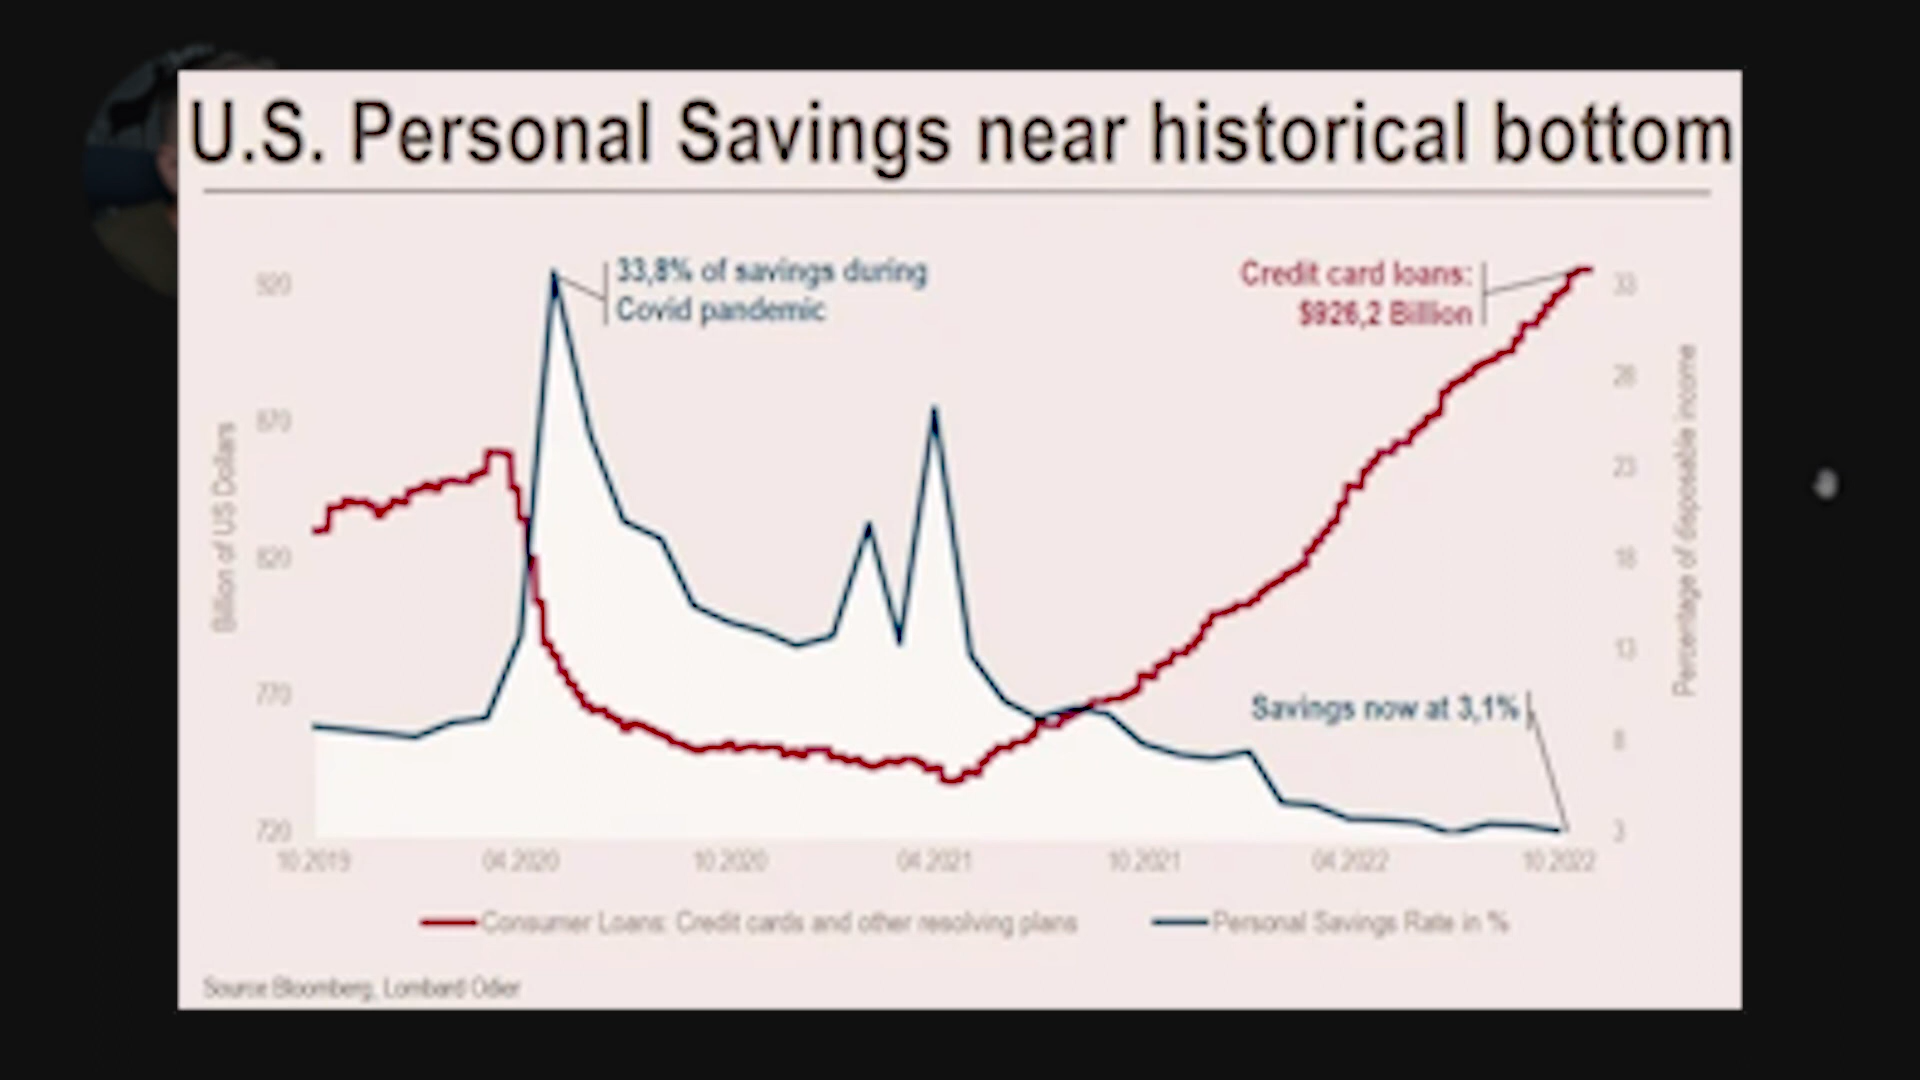 U.S. Personal Savings near historical bottom
33,8% of savings during
Covid pandemic
Credit card loans:
$926,2 Billion
Savings now at 3,1%
Billion of US Dollars
920
870
820
770
720
Percentage of disposable income
33
28
23
18
13
8
3
10.2019 04.2020 10.2020 04.2021 10.2021 04.2022 10.2022
Consumer Loans: Credit cards and other resolving plans Personal Savings Rate in %
Source: Bloomberg, Lombard Odier